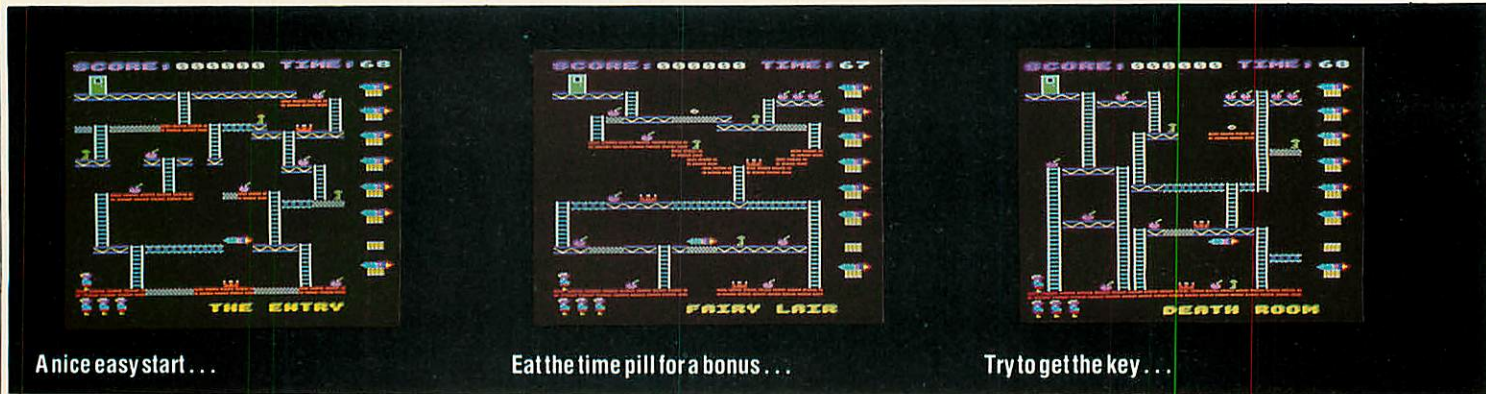 SCORE:000000 TIME:68
THE ENTRY
A nice easy start...
SCORE:000000 TIME:67
FAIRY LAIR
Eat the time pill for a bonus...
SCORE:000000 TIME:68
DEATH ROOM
Try to get the key...